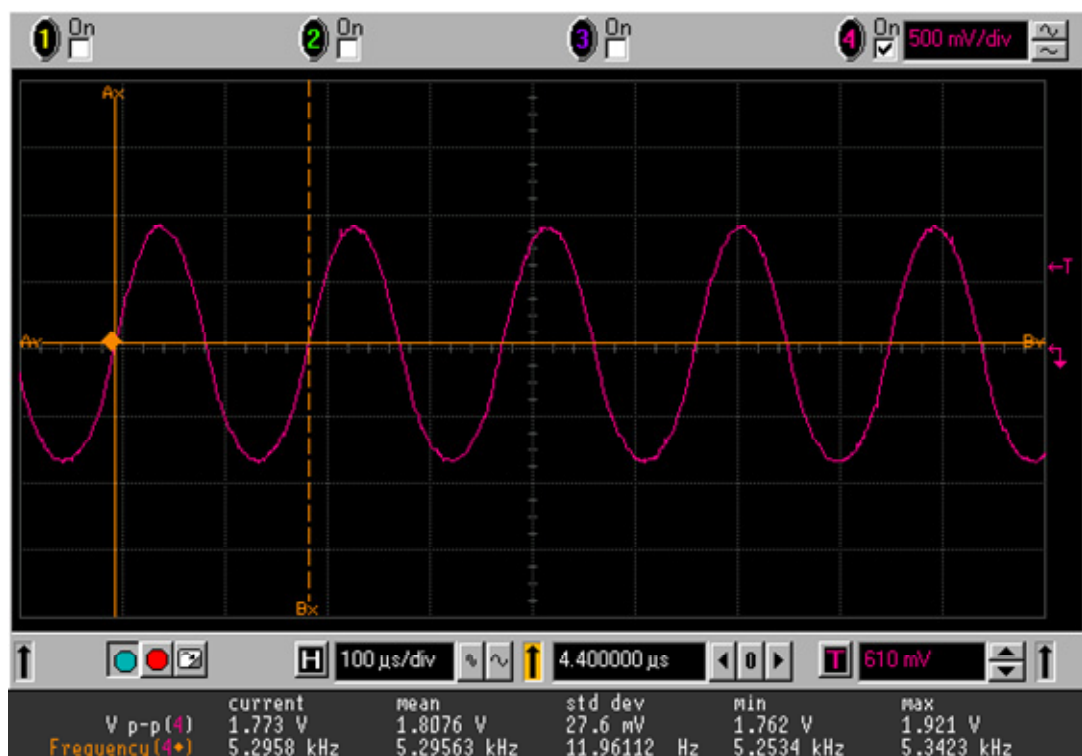 1 On 2 On 3 On 4 On 500 mV/div
Ax
T
Ay By
Bx
H 100 µs/div 4.400000 µs 0 T 610 mV
current mean std dev min max
V p-p(4) 1.773 V 1.8076 V 27.6 mV 1.762 V 1.921 V
Frequency(4♦) 5.2958 kHz 5.29563 kHz 11.96112 Hz 5.2534 kHz 5.3423 kHz